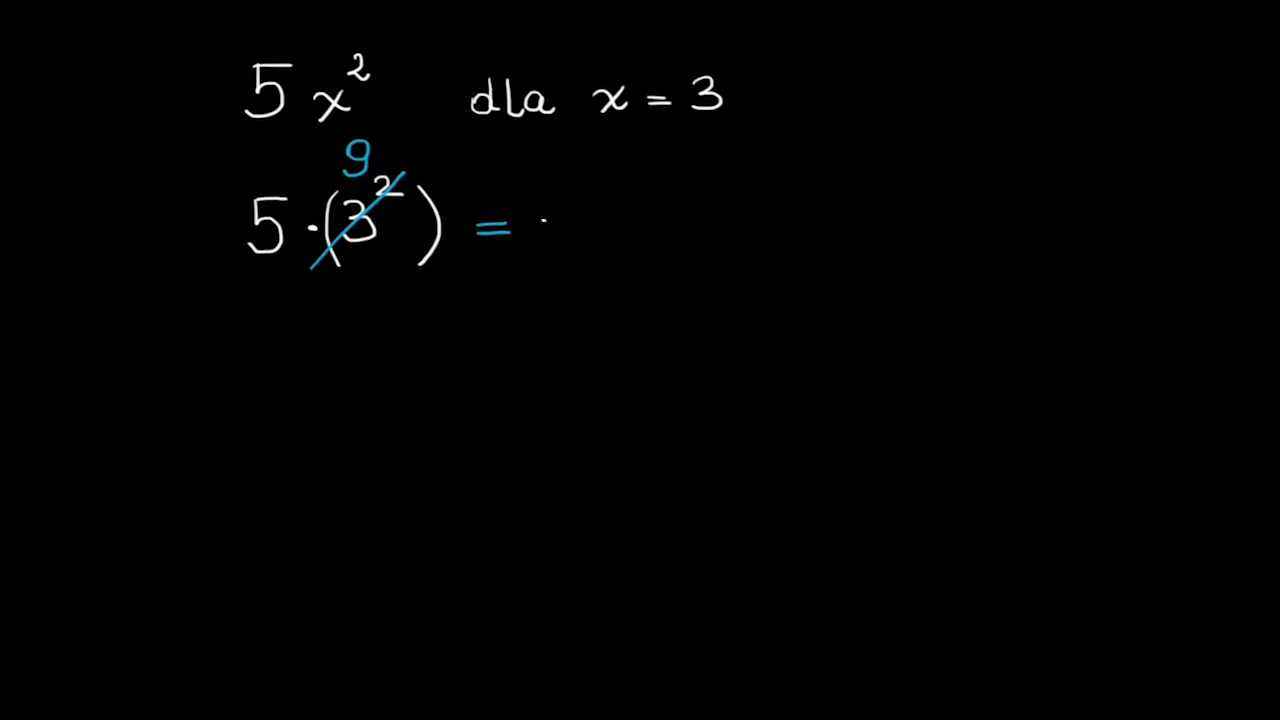 5x² dla x = 3
9
5·(3²) =